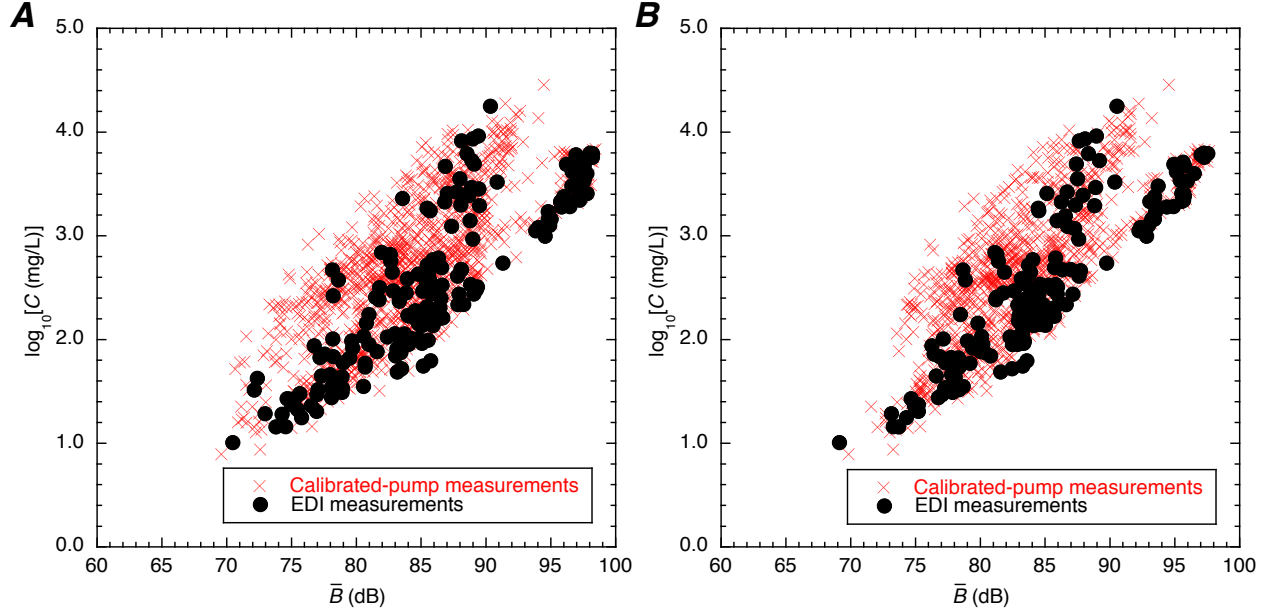 A
5.0
4.0
3.0
2.0
1.0
0.0
log10[C (mg/L)]
Calibrated-pump measurements
EDI measurements
60 65 70 75 80 85 90 95 100
B̅ (dB)
B
5.0
4.0
3.0
2.0
1.0
0.0
log10[C (mg/L)]
Calibrated-pump measurements
EDI measurements
60 65 70 75 80 85 90 95 100
B̅ (dB)